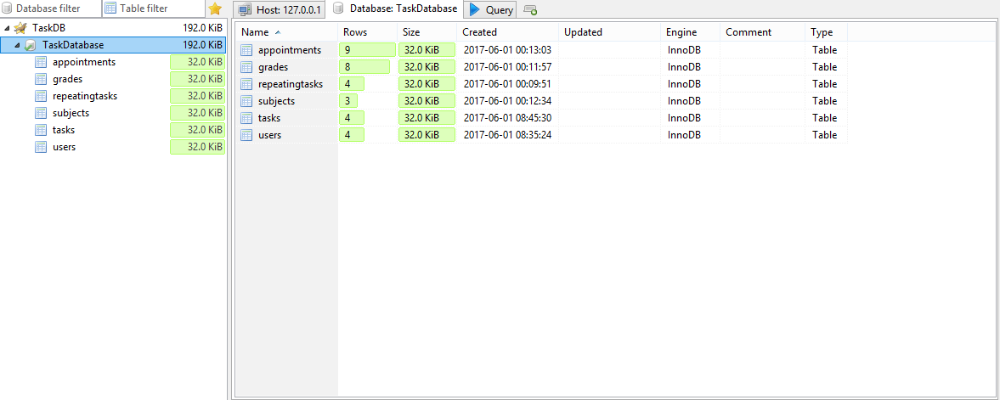 Database filter Table filter Host: 127.0.0.1 Database: TaskDatabase Query
TaskDB 192.0 KiB
TaskDatabase 192.0 KiB
appointments 32.0 KiB
grades 32.0 KiB
repeatingtasks 32.0 KiB
subjects 32.0 KiB
tasks 32.0 KiB
users 32.0 KiB
Name Rows Size Created Updated Engine Comment Type
appointments 9 32.0 KiB 2017-06-01 00:13:03 InnoDB Table
grades 8 32.0 KiB 2017-06-01 00:11:57 InnoDB Table
repeatingtasks 4 32.0 KiB 2017-06-01 00:09:51 InnoDB Table
subjects 3 32.0 KiB 2017-06-01 00:12:34 InnoDB Table
tasks 4 32.0 KiB 2017-06-01 08:45:30 InnoDB Table
users 4 32.0 KiB 2017-06-01 08:35:24 InnoDB Table